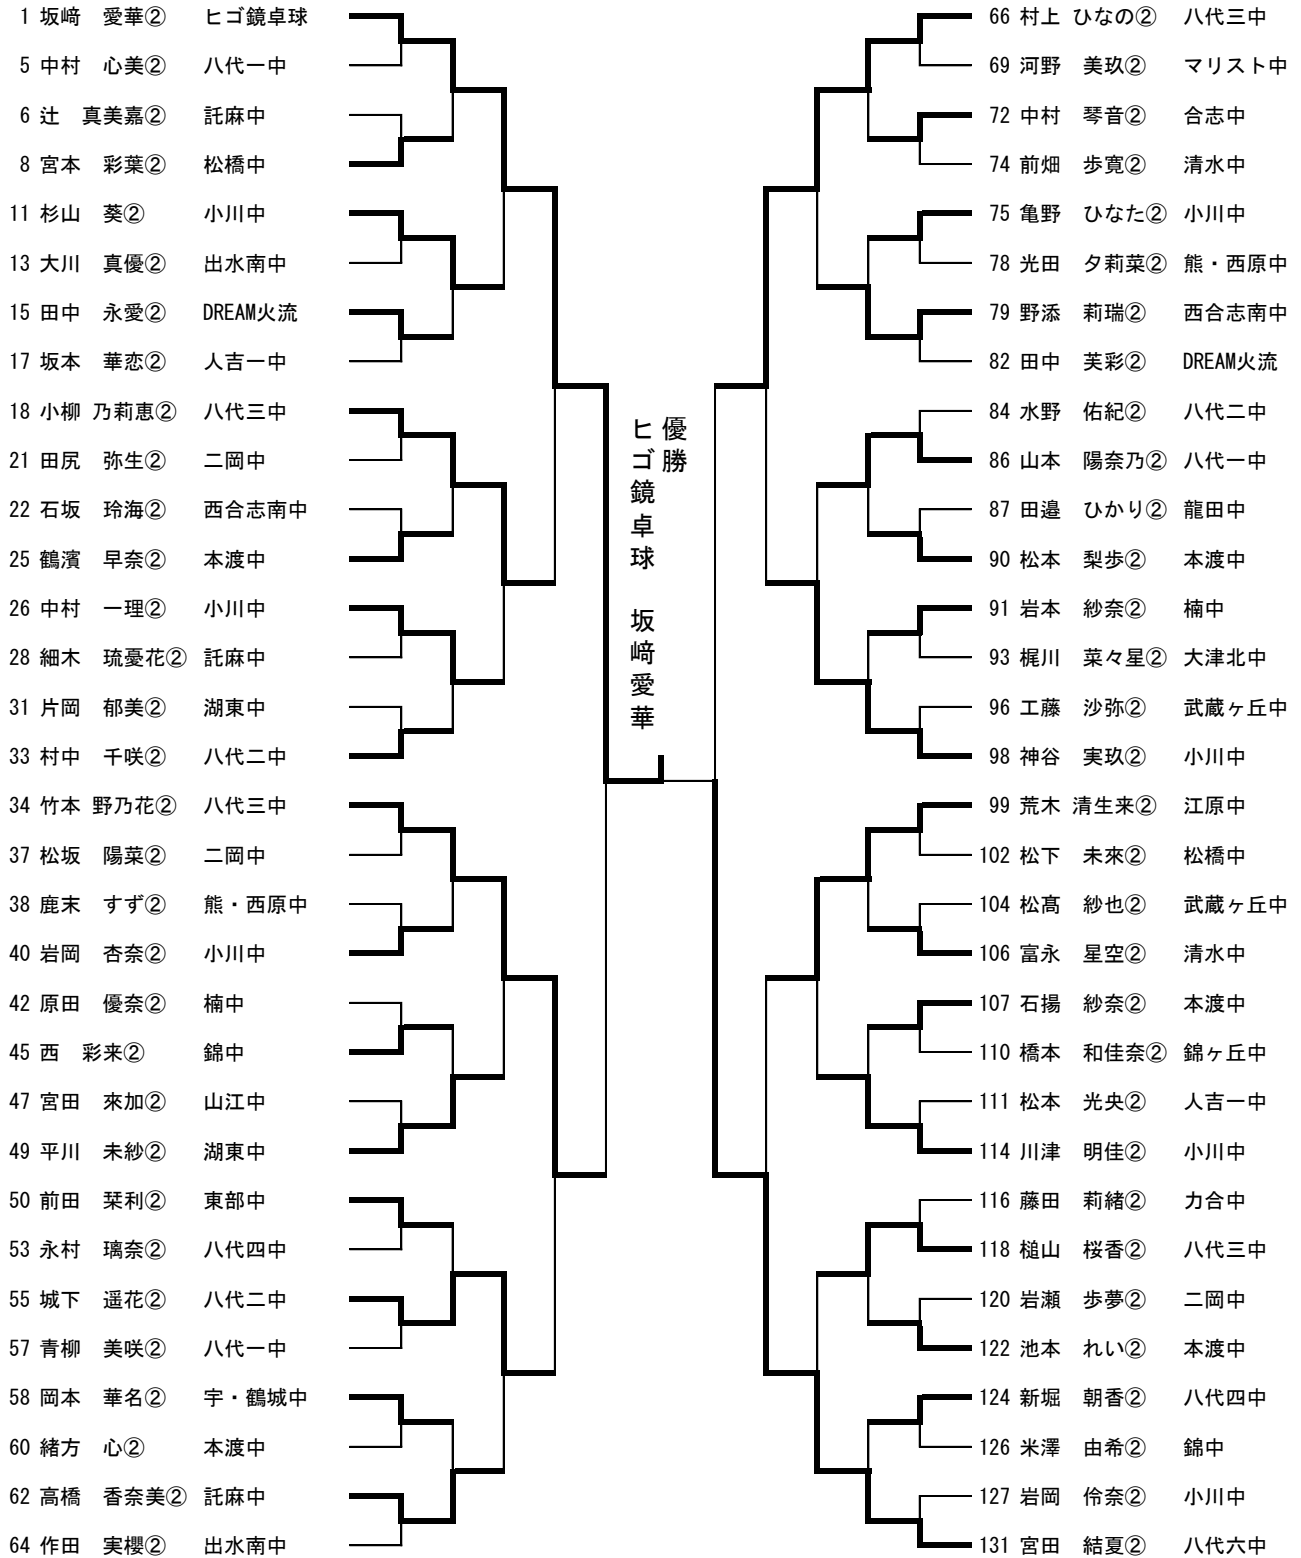 1 坂﨑　愛華② ヒゴ鏡卓球
5 中村　心美② 八代一中
6 辻　真美嘉② 託麻中
8 宮本　彩葉② 松橋中
11 杉山　葵② 小川中
13 大川　真優② 出水南中
15 田中　永愛② DREAM火流
17 坂本　華恋② 人吉一中
18 小柳 乃莉恵② 八代三中
21 田尻　弥生② 二岡中
22 石坂　玲海② 西合志南中
25 鶴濱　早奈② 本渡中
26 中村　一理② 小川中
28 細木　琉憂花② 託麻中
31 片岡　郁美② 湖東中
33 村中　千咲② 八代二中
34 竹本 野乃花② 八代三中
37 松坂　陽菜② 二岡中
38 鹿末　すず② 熊・西原中
40 岩岡　杏奈② 小川中
42 原田　優奈② 楠中
45 西　彩来② 錦中
47 宮田　來加② 山江中
49 平川　未紗② 湖東中
50 前田　栞利② 東部中
53 永村　璃奈② 八代四中
55 城下　遥花② 八代二中
57 青柳　美咲② 八代一中
58 岡本　華名② 宇・鶴城中
60 緒方　心② 本渡中
62 高橋　香奈美② 託麻中
64 作田　実櫻② 出水南中
優勝
ヒゴ鏡卓球　坂﨑愛華
66 村上 ひなの② 八代三中
69 河野　美玖② マリスト中
72 中村　琴音② 合志中
74 前畑　歩寛② 清水中
75 亀野　ひなた② 小川中
78 光田　夕莉菜② 熊・西原中
79 野添　莉瑞② 西合志南中
82 田中　芙彩② DREAM火流
84 水野　佑紀② 八代二中
86 山本　陽奈乃② 八代一中
87 田邉　ひかり② 龍田中
90 松本　梨歩② 本渡中
91 岩本　紗奈② 楠中
93 梶川　菜々星② 大津北中
96 工藤　沙弥② 武蔵ヶ丘中
98 神谷　実玖② 小川中
99 荒木 清生来② 江原中
102 松下　未來② 松橋中
104 松髙　紗也② 武蔵ヶ丘中
106 富永　星空② 清水中
107 石揚　紗奈② 本渡中
110 橋本　和佳奈② 錦ヶ丘中
111 松本　光央② 人吉一中
114 川津　明佳② 小川中
116 藤田　莉緒② 力合中
118 槌山　桜香② 八代三中
120 岩瀬　歩夢② 二岡中
122 池本　れい② 本渡中
124 新堀　朝香② 八代四中
126 米澤　由希② 錦中
127 岩岡　伶奈② 小川中
131 宮田　結夏② 八代六中